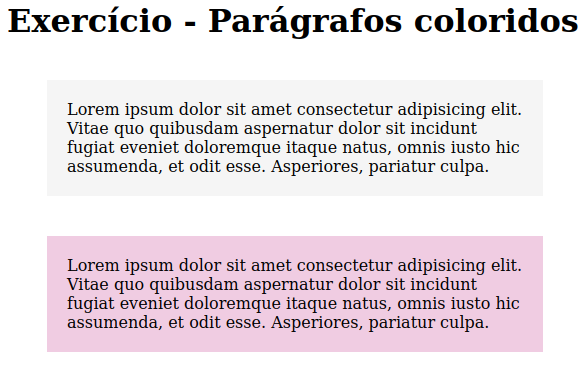 Exercício - Parágrafos coloridos
Lorem ipsum dolor sit amet consectetur adipisicing elit.
Vitae quo quibusdam aspernatur dolor sit incidunt
fugiat eveniet doloremque itaque natus, omnis iusto hic
assumenda, et odit esse. Asperiores, pariatur culpa.
Lorem ipsum dolor sit amet consectetur adipisicing elit.
Vitae quo quibusdam aspernatur dolor sit incidunt
fugiat eveniet doloremque itaque natus, omnis iusto hic
assumenda, et odit esse. Asperiores, pariatur culpa.